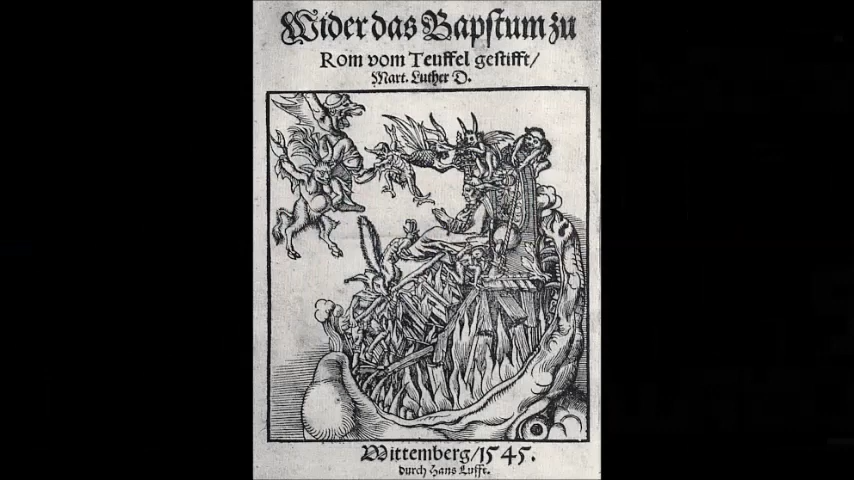 Wider das Bapstum zu
Rom vom Teuffel gestifft/
Mart. Luther D.
Wittemberg/1545.
durch Hans Lufft.